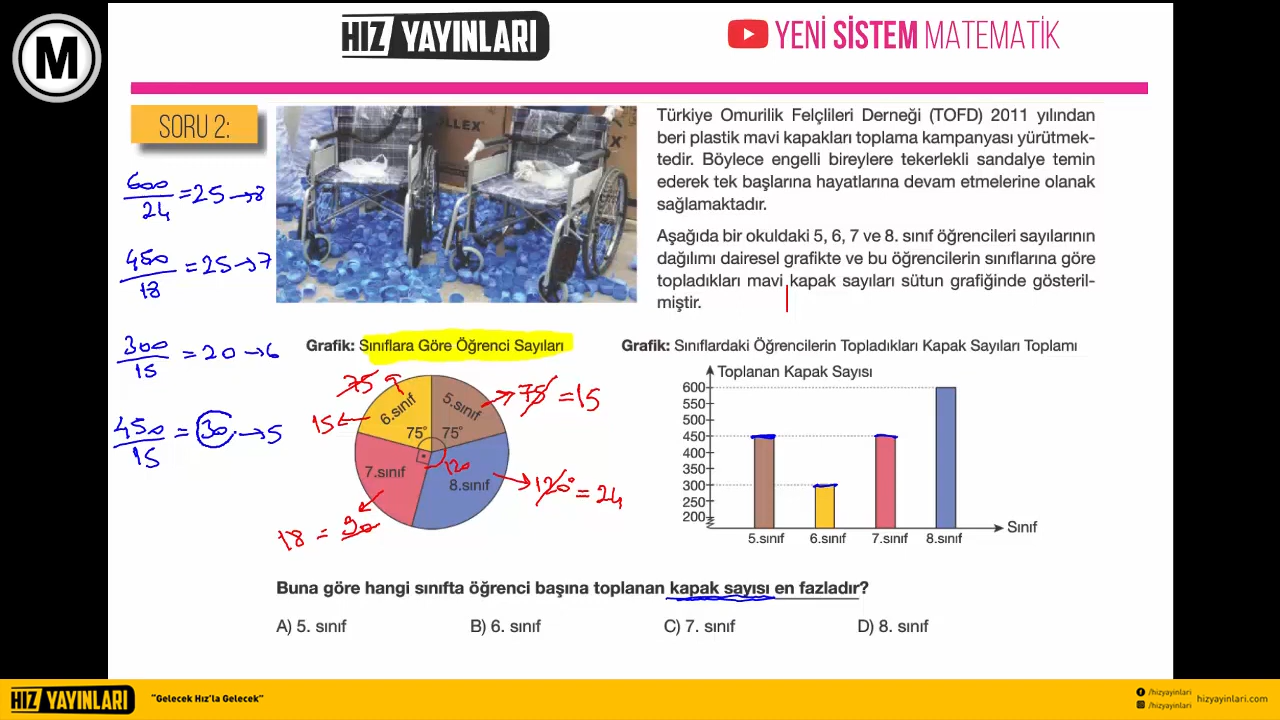 M
HIZ YAYINLARI
YENİ SİSTEM MATEMATİK
SORU 2:
Türkiye Omurilik Felçlileri Derneği (TOFD) 2011 yılından
beri plastik mavi kapakları toplama kampanyası yürütmek-
tedir. Böylece engelli bireylere tekerlekli sandalye temin
ederek tek başlarına hayatlarına devam etmelerine olanak
sağlamaktadır.
Aşağıda bir okuldaki 5, 6, 7 ve 8. sınıf öğrencileri sayılarının
dağılımı dairesel grafikte ve bu öğrencilerin sınıflarına göre
topladıkları mavi kapak sayıları sütun grafiğinde gösteril-
miştir.
600/24 = 25 → 8
450/18 = 25 → 7
300/15 = 20 → 6
450/15 = 30 → 5
Grafik: Sınıflara Göre Öğrenci Sayıları
75
6.sınıf
5.sınıf
75 = 15
15
75° 75°
7.sınıf
120
8.sınıf
120° = 24
18 = 90
Grafik: Sınıflardaki Öğrencilerin Topladıkları Kapak Sayıları Toplamı
Toplanan Kapak Sayısı
600
550
500
450
400
350
300
250
200
Sınıf
5.sınıf 6.sınıf 7.sınıf 8.sınıf
Buna göre hangi sınıfta öğrenci başına toplanan kapak sayısı en fazladır?
A) 5. sınıf B) 6. sınıf C) 7. sınıf D) 8. sınıf
HIZ YAYINLARI
"Gelecek Hız'la Gelecek"
/hizyayinlari
/hizyayinlari
hizyayinlari.com